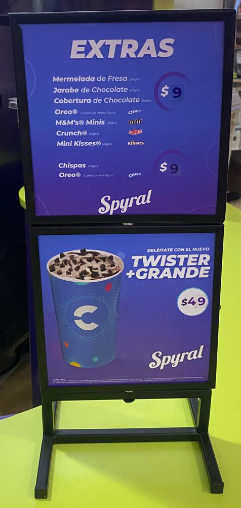 EXTRAS
Mermelada de Fresa
Jarabe de Chocolate
Cobertura de Chocolate
$9
Oreo®
M&M's® Minis
Crunch®
Mini Kisses®
Kisses
Chispas
$9
Oreo®
Spyral
DELÉITATE CON EL NUEVO
TWISTER
+GRANDE
$49
Spyral